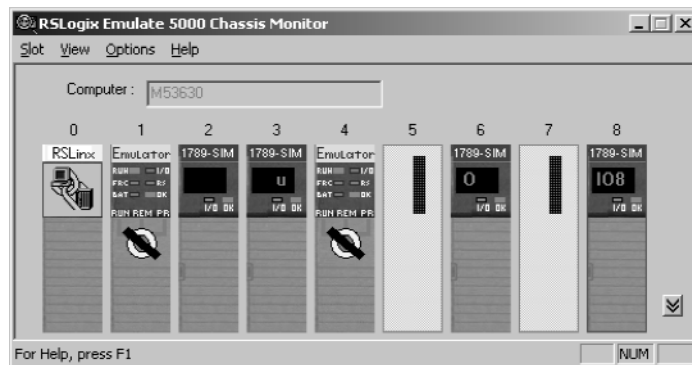 RSLogix Emulate 5000 Chassis Monitor
Slot View Options Help
Computer : M53630
0 1 2 3 4 5 6 7 8
RSLinx Emulator 1789-SIM 1789-SIM Emulator 1789-SIM 1789-SIM
RUN I/O RUN I/O
FRC RS u FRC RS O IO8
BAT OK BAT OK
I/O OK I/O OK I/O OK I/O OK
RUN REM PR RUN REM PR
For Help, press F1 NUM